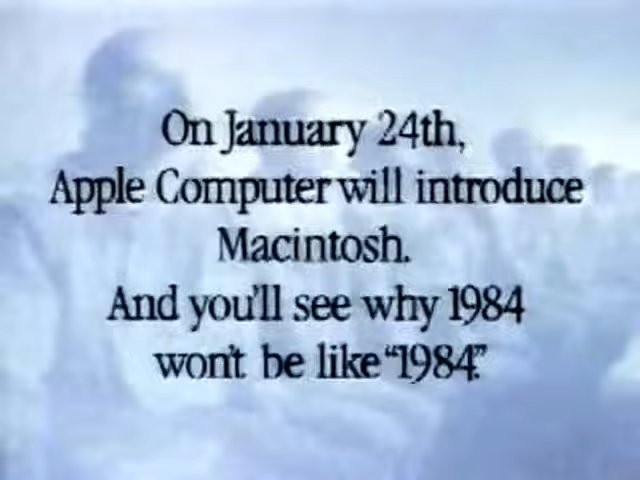 On January 24th,
Apple Computer will introduce
Macintosh.
And you'll see why 1984
won't be like “1984.”